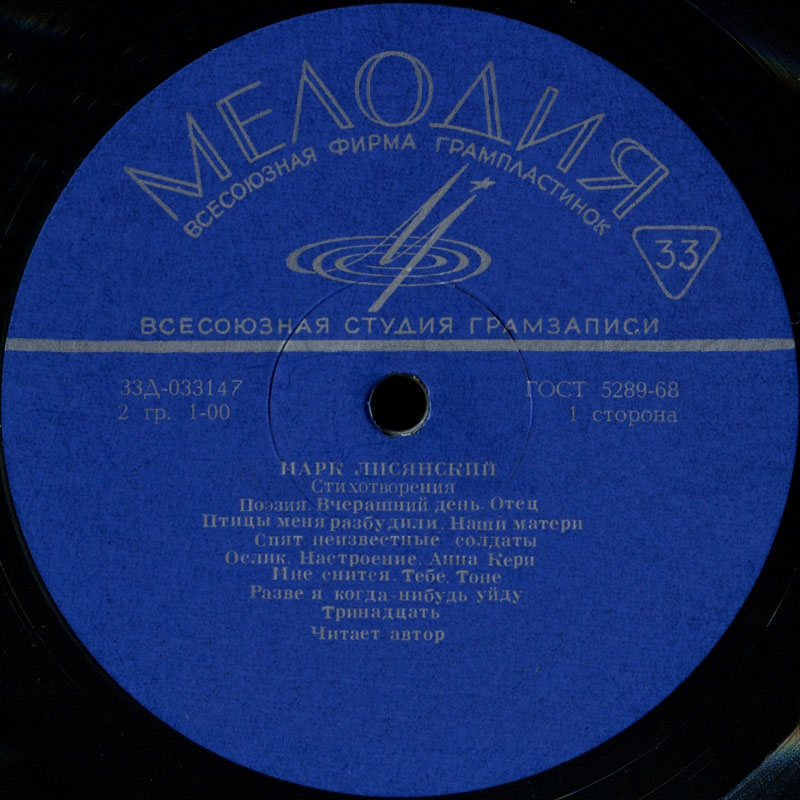 МЕЛОДИЯ
ВСЕСОЮЗНАЯ ФИРМА ГРАМПЛАСТИНОК
33
ВСЕСОЮЗНАЯ СТУДИЯ ГРАМЗАПИСИ
33Д-033147
ГОСТ 5289-68
2 гр. 1-00
1 сторона
МАРК ЛИСЯНСКИЙ
Стихотворения
Поэзия. Вчерашний день. Отец
Птицы меня разбудили. Наши матери
Спят неизвестные солдаты
Ослик. Настроение. Анна Кери
Мне снится. Тебе. Тоне
Разве я когда-нибудь уйду
Тринадцать
Читает автор